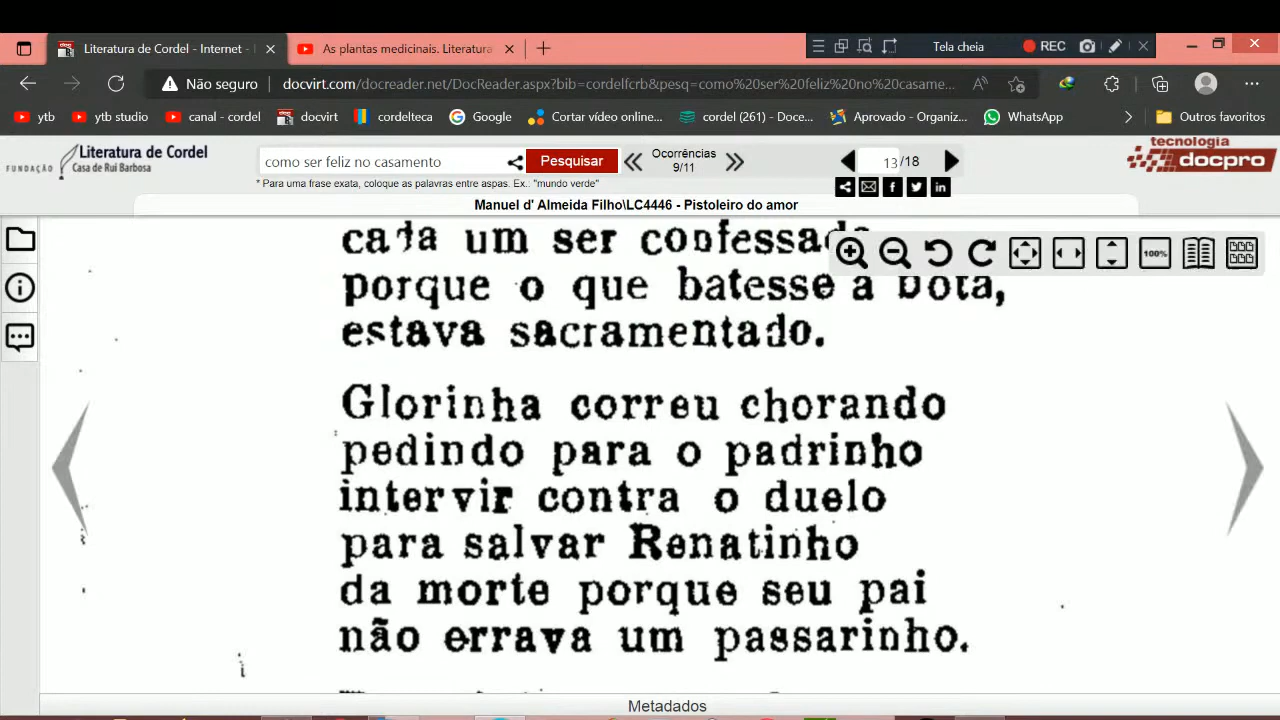 Literatura de Cordel - Internet -
As plantas medicinais. Literatura
Tela cheia
REC
Não seguro
docvirt.com/docreader.net/DocReader.aspx?bib=cordelfcrb&pesq=como%20ser%20feliz%20no%20casame...
ytb
ytb studio
canal - cordel
docvirt
cordelteca
Google
Cortar vídeo online...
cordel (261) - Doce...
Aprovado - Organiz...
WhatsApp
Outros favoritos
FUNDAÇÃO
Literatura de Cordel
Casa de Rui Barbosa
como ser feliz no casamento
Pesquisar
Ocorrências
9/11
13 /18
tecnologia
docpro
* Para uma frase exata, coloque as palavras entre aspas. Ex.: "mundo verde"
Manuel d' Almeida Filho\LC4446 - Pistoleiro do amor
100%
cada um ser confessado
porque o que batesse a bota,
estava sacramentado.
Glorinha correu chorando
pedindo para o padrinho
intervir contra o duelo
para salvar Renatinho
da morte porque seu pai
não errava um passarinho.
Metadados